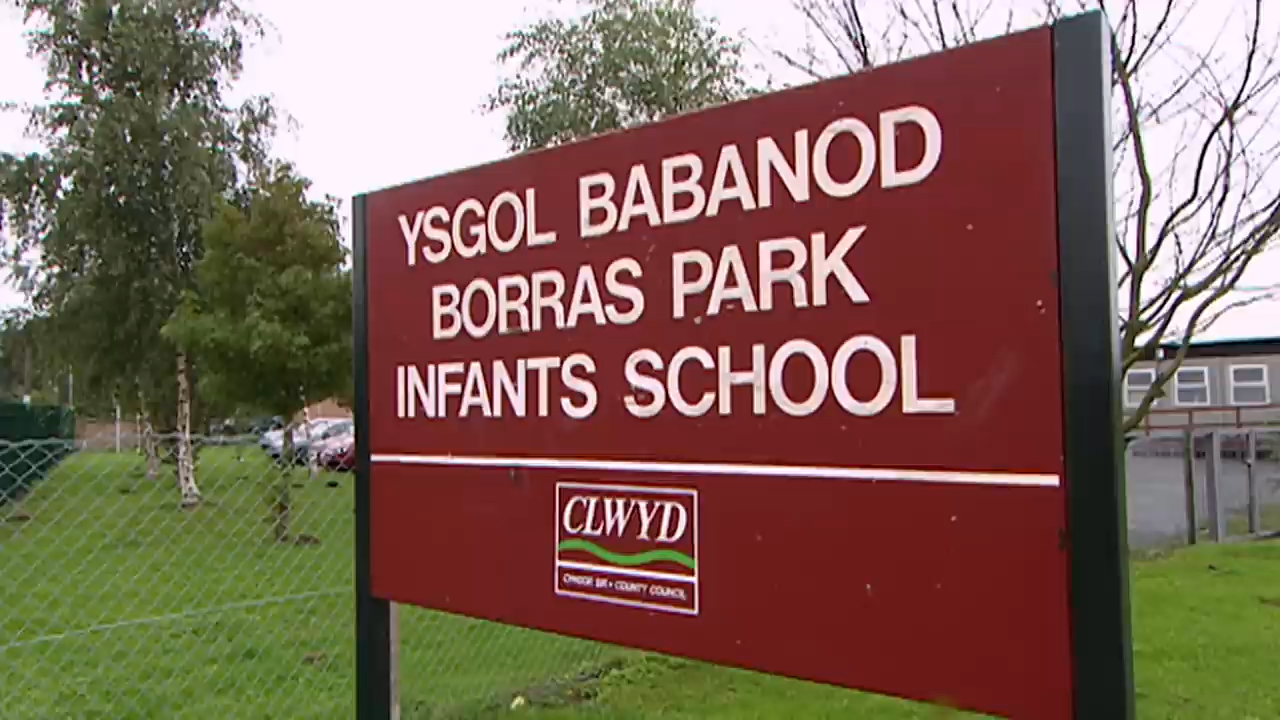 YSGOL BABANOD
BORRAS PARK
INFANTS SCHOOL
CLWYD
CYNGOR SIR • COUNTY COUNCIL